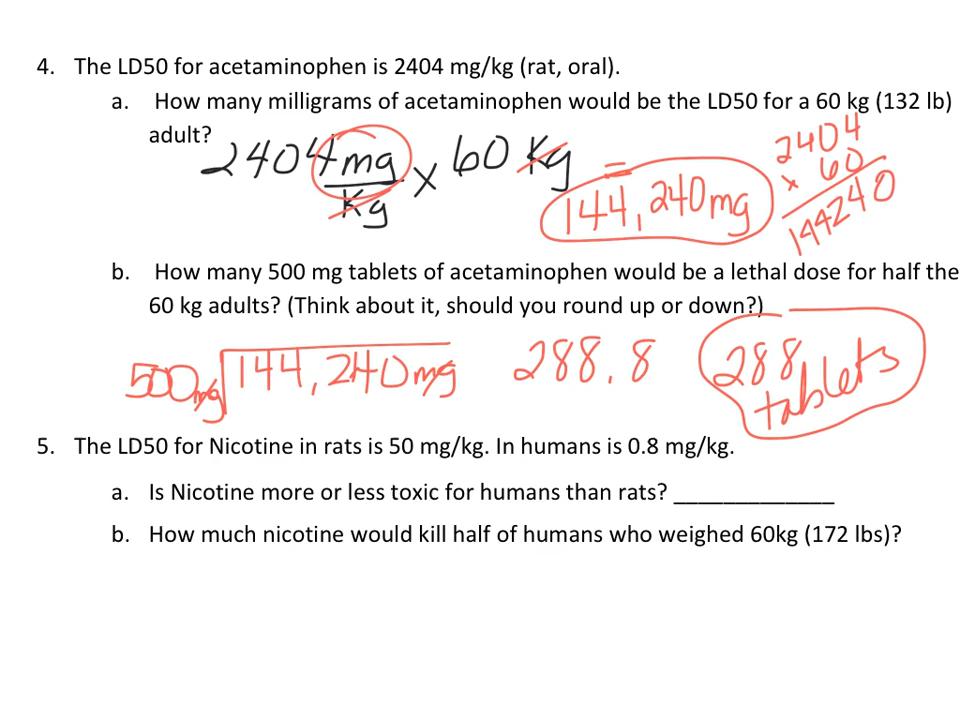 4. The LD50 for acetaminophen is 2404 mg/kg (rat, oral).
a. How many milligrams of acetaminophen would be the LD50 for a 60 kg (132 lb)
adult?
2404 mg/Kg x 60 Kg = 144,240 mg
2404
x 60
144240
b. How many 500 mg tablets of acetaminophen would be a lethal dose for half the
60 kg adults? (Think about it, should you round up or down?)
500mg 144,240mg 288.8 288 tablets
5. The LD50 for Nicotine in rats is 50 mg/kg. In humans is 0.8 mg/kg.
a. Is Nicotine more or less toxic for humans than rats? _____________
b. How much nicotine would kill half of humans who weighed 60kg (172 lbs)?